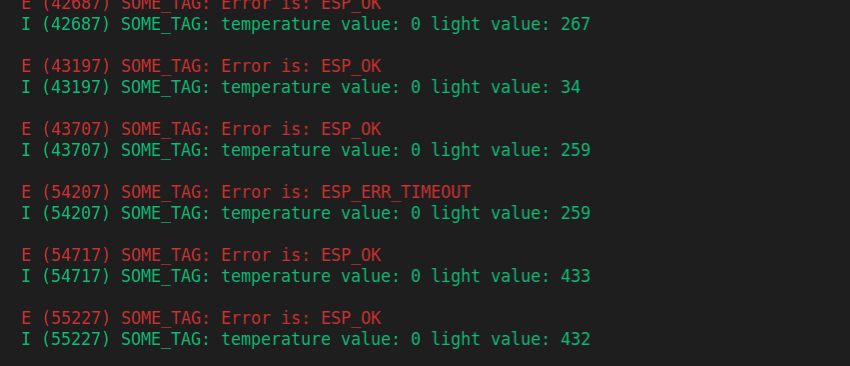 E (42687) SOME_TAG: Error is: ESP_OK
I (42687) SOME_TAG: temperature value: 0 light value: 267
E (43197) SOME_TAG: Error is: ESP_OK
I (43197) SOME_TAG: temperature value: 0 light value: 34
E (43707) SOME_TAG: Error is: ESP_OK
I (43707) SOME_TAG: temperature value: 0 light value: 259
E (54207) SOME_TAG: Error is: ESP_ERR_TIMEOUT
I (54207) SOME_TAG: temperature value: 0 light value: 259
E (54717) SOME_TAG: Error is: ESP_OK
I (54717) SOME_TAG: temperature value: 0 light value: 433
E (55227) SOME_TAG: Error is: ESP_OK
I (55227) SOME_TAG: temperature value: 0 light value: 432